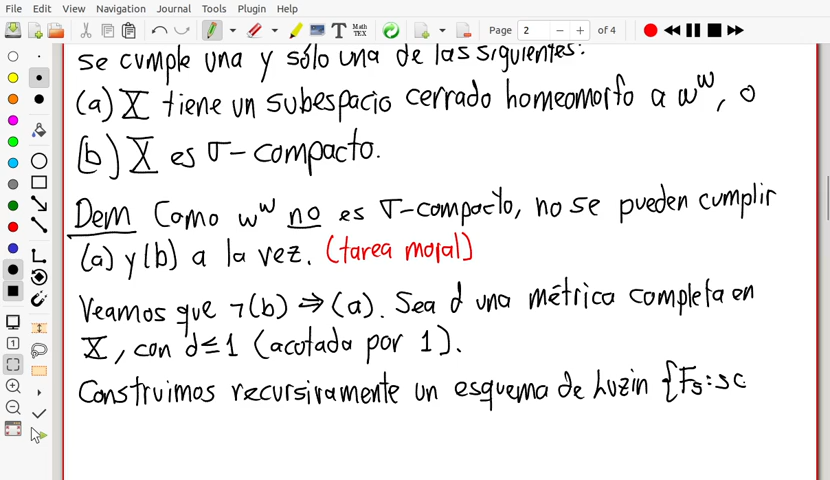 File Edit View Navigation Journal Tools Plugin Help
Math TEX Page 2 of 4
se cumple una y sólo una de las siguientes:
(a) X tiene un subespacio cerrado homeomorfo a ω^ω, o
(b) X es σ-compacto.
Dem Como ω^ω no es σ-compacto, no se pueden cumplir
(a) y (b) a la vez. (tarea moral)
Veamos que ¬(b) ⇒ (a). Sea d una métrica completa en
X, con d ≤ 1 (acotada por 1).
Construimos recursivamente un esquema de Luzin {F_s : s